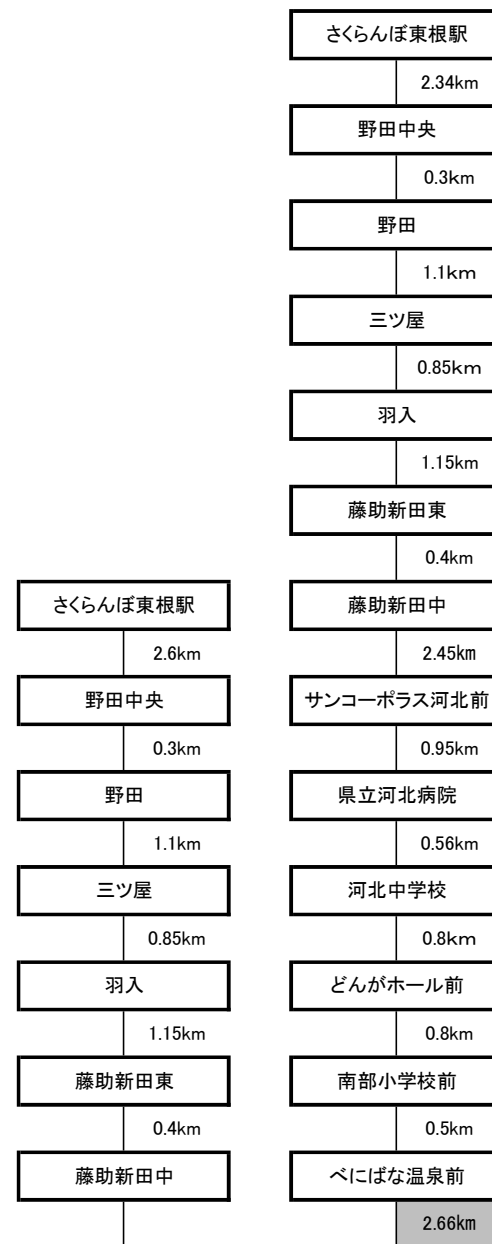 さくらんぼ東根駅
2.6km
野田中央
0.3km
野田
1.1km
三ツ屋
0.85km
羽入
1.15km
藤助新田東
0.4km
藤助新田中
さくらんぼ東根駅
2.34km
野田中央
0.3km
野田
1.1km
三ツ屋
0.85km
羽入
1.15km
藤助新田東
0.4km
藤助新田中
2.45km
サンコーポラス河北前
0.95km
県立河北病院
0.56km
河北中学校
0.8km
どんがホール前
0.8km
南部小学校前
0.5km
べにばな温泉前
2.66km